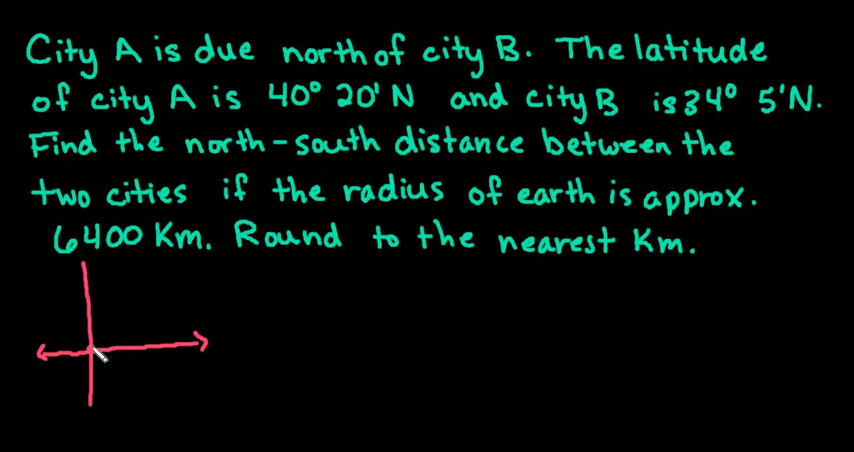 City A is due north of city B. The latitude
of city A is 40° 20' N and city B is 34° 5' N.
Find the north-south distance between the
two cities if the radius of earth is approx.
6400 Km. Round to the nearest Km.